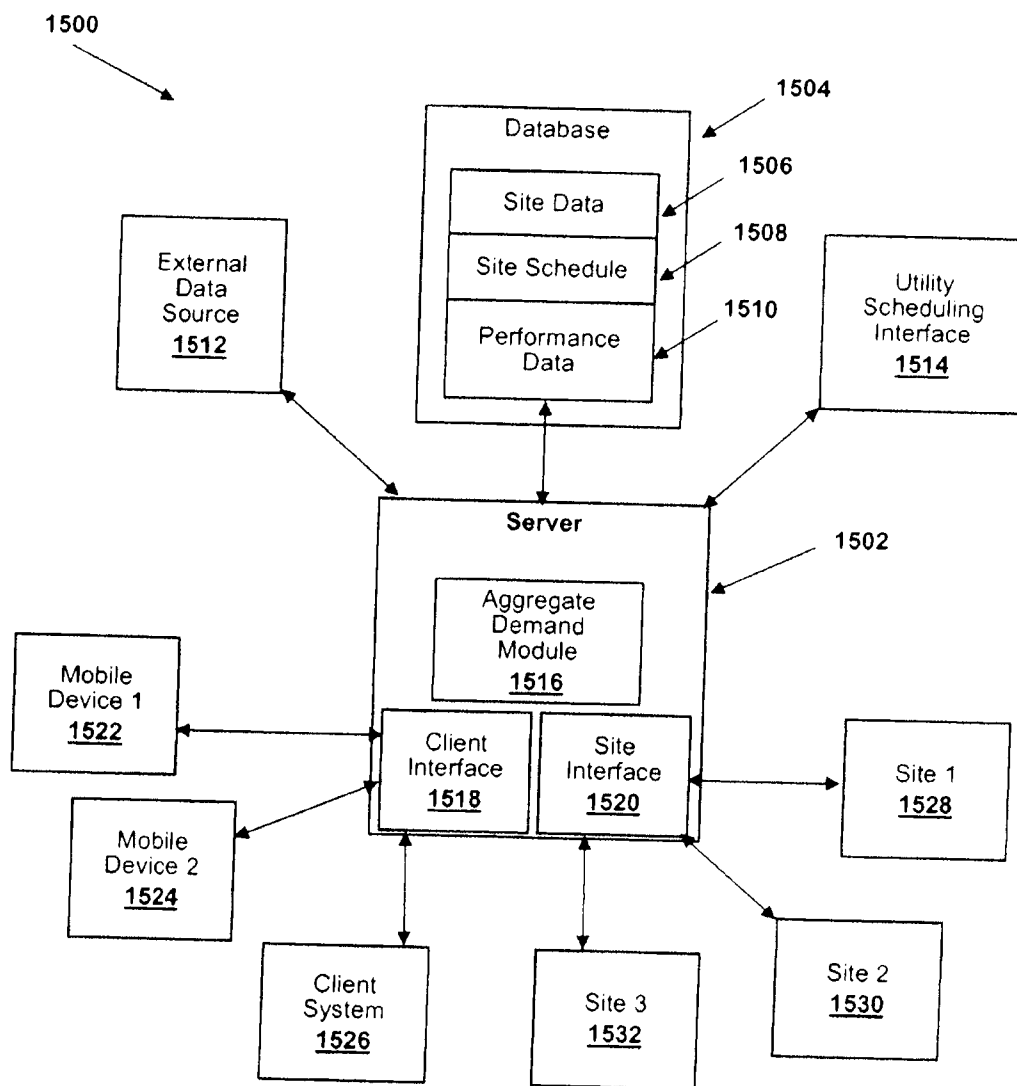 1500
1504
Database
1506
Site Data
1508
Site Schedule
1510
Performance
Data
External
Data
Source
1512
Utility
Scheduling
Interface
1514
Server
1502
Aggregate
Demand
Module
1516
Mobile
Device 1
1522
Client
Interface
1518
Site
Interface
1520
Site 1
1528
Mobile
Device 2
1524
Client
System
1526
Site 3
1532
Site 2
1530